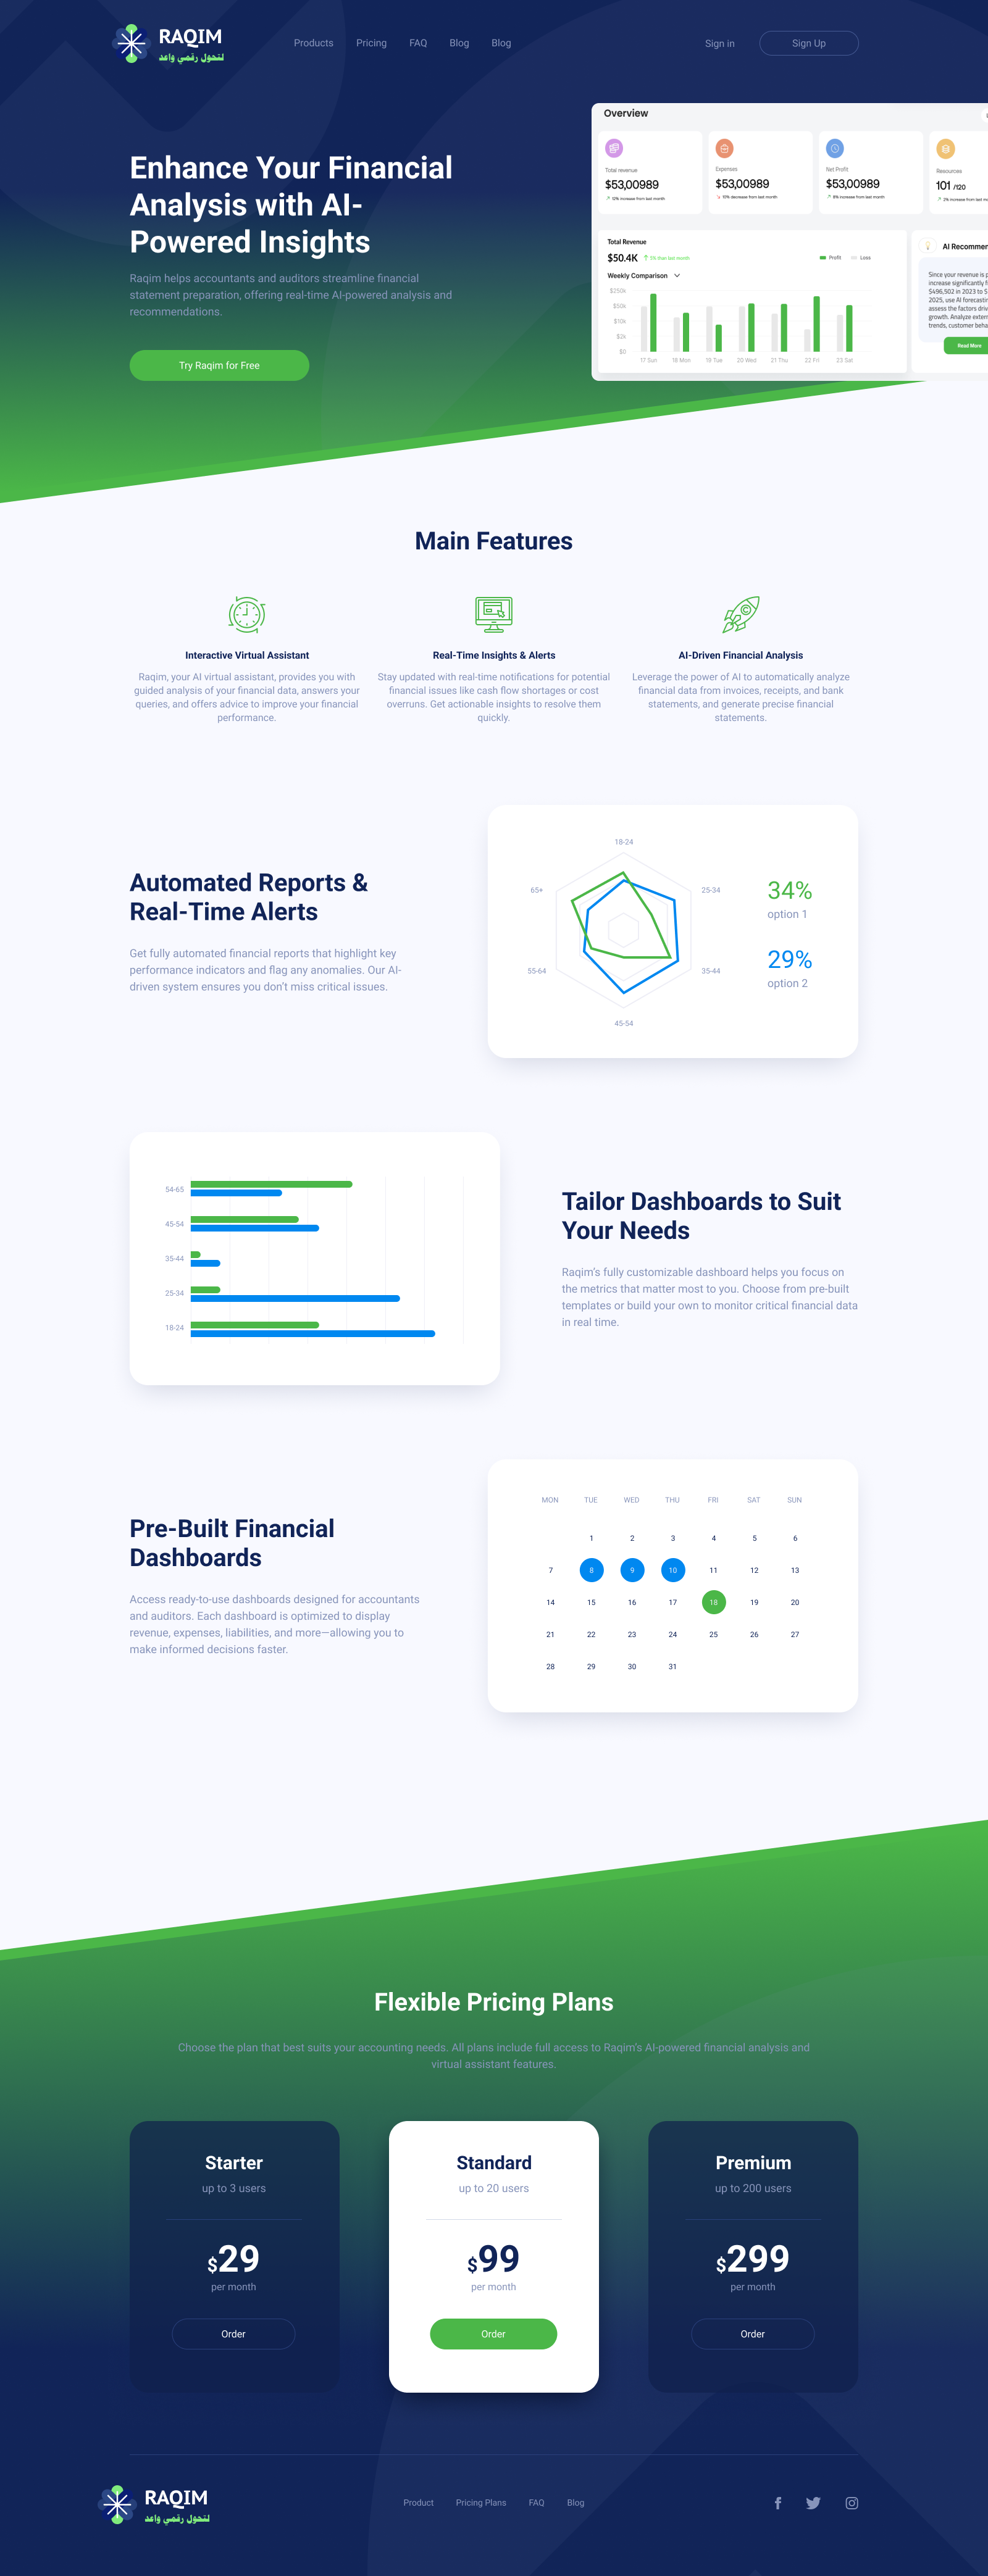 RAQIM
لتحول رقمي واعد
Products Pricing FAQ Blog Blog
Sign in Sign Up
Enhance Your Financial
Analysis with AI-
Powered Insights
Raqim helps accountants and auditors streamline financial
statement preparation, offering real-time AI-powered analysis and
recommendations.
Try Raqim for Free
Overview
Total revenue
$53,00989
10% increase from last month
Expenses
$53,00989
10% decrease from last month
Net Profit
$53,00989
8% increase from last month
Resources
101 /120
2% increase from last
Total Revenue
$50.4K 5% than last month
Profit Loss
Weekly Comparison
$250k
$50k
$10k
$2k
$0
17 Sun 18 Mon 19 Tue 20 Wed 21 Thu 22 Fri 23 Sat
AI Recommen
Since your revenue is p
increase significantly f
$496,502 in 2023 to $
2025, use AI forecastin
assess the factors driv
growth. Analyze extern
trends, customer beha
Read More
Main Features
Interactive Virtual Assistant
Raqim, your AI virtual assistant, provides you with
guided analysis of your financial data, answers your
queries, and offers advice to improve your financial
performance.
Real-Time Insights & Alerts
Stay updated with real-time notifications for potential
financial issues like cash flow shortages or cost
overruns. Get actionable insights to resolve them
quickly.
AI-Driven Financial Analysis
Leverage the power of AI to automatically analyze
financial data from invoices, receipts, and bank
statements, and generate precise financial
statements.
Automated Reports &
Real-Time Alerts
Get fully automated financial reports that highlight key
performance indicators and flag any anomalies. Our AI-
driven system ensures you don't miss critical issues.
18-24
65+ 25-34
55-64 35-44
45-54
34%
option 1
29%
option 2
54-65
45-54
35-44
25-34
18-24
Tailor Dashboards to Suit
Your Needs
Raqim's fully customizable dashboard helps you focus on
the metrics that matter most to you. Choose from pre-built
templates or build your own to monitor critical financial data
in real time.
Pre-Built Financial
Dashboards
Access ready-to-use dashboards designed for accountants
and auditors. Each dashboard is optimized to display
revenue, expenses, liabilities, and more—allowing you to
make informed decisions faster.
MON TUE WED THU FRI SAT SUN
1 2 3 4 5 6
7 8 9 10 11 12 13
14 15 16 17 18 19 20
21 22 23 24 25 26 27
28 29 30 31
Flexible Pricing Plans
Choose the plan that best suits your accounting needs. All plans include full access to Raqim's AI-powered financial analysis and
virtual assistant features.
Starter
up to 3 users
$29
per month
Order
Standard
up to 20 users
$99
per month
Order
Premium
up to 200 users
$299
per month
Order
RAQIM
لتحول رقمي واعد
Product Pricing Plans FAQ Blog